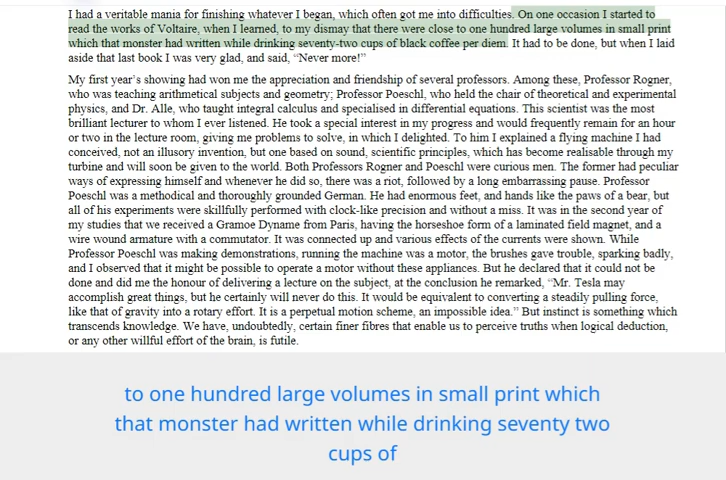 I had a veritable mania for finishing whatever I began, which often got me into difficulties. On one occasion I started to
read the works of Voltaire, when I learned, to my dismay that there were close to one hundred large volumes in small print
which that monster had written while drinking seventy-two cups of black coffee per diem. It had to be done, but when I laid
aside that last book I was very glad, and said, “Never more!”
My first year’s showing had won me the appreciation and friendship of several professors. Among these, Professor Rogner,
who was teaching arithmetical subjects and geometry; Professor Poeschl, who held the chair of theoretical and experimental
physics, and Dr. Alle, who taught integral calculus and specialised in differential equations. This scientist was the most
brilliant lecturer to whom I ever listened. He took a special interest in my progress and would frequently remain for an hour
or two in the lecture room, giving me problems to solve, in which I delighted. To him I explained a flying machine I had
conceived, not an illusory invention, but one based on sound, scientific principles, which has become realisable through my
turbine and will soon be given to the world. Both Professors Rogner and Poeschl were curious men. The former had peculiar
ways of expressing himself and whenever he did so, there was a riot, followed by a long embarrassing pause. Professor
Poeschl was a methodical and thoroughly grounded German. He had enormous feet, and hands like the paws of a bear, but
all of his experiments were skillfully performed with clock-like precision and without a miss. It was in the second year of
my studies that we received a Gramoe Dyname from Paris, having the horseshoe form of a laminated field magnet, and a
wire wound armature with a commutator. It was connected up and various effects of the currents were shown. While
Professor Poeschl was making demonstrations, running the machine was a motor, the brushes gave trouble, sparking badly,
and I observed that it might be possible to operate a motor without these appliances. But he declared that it could not be
done and did me the honour of delivering a lecture on the subject, at the conclusion he remarked, “Mr. Tesla may
accomplish great things, but he certainly will never do this. It would be equivalent to converting a steadily pulling force,
like that of gravity into a rotary effort. It is a perpetual motion scheme, an impossible idea.” But instinct is something which
transcends knowledge. We have, undoubtedly, certain finer fibres that enable us to perceive truths when logical deduction,
or any other willful effort of the brain, is futile.
to one hundred large volumes in small print which
that monster had written while drinking seventy two
cups of